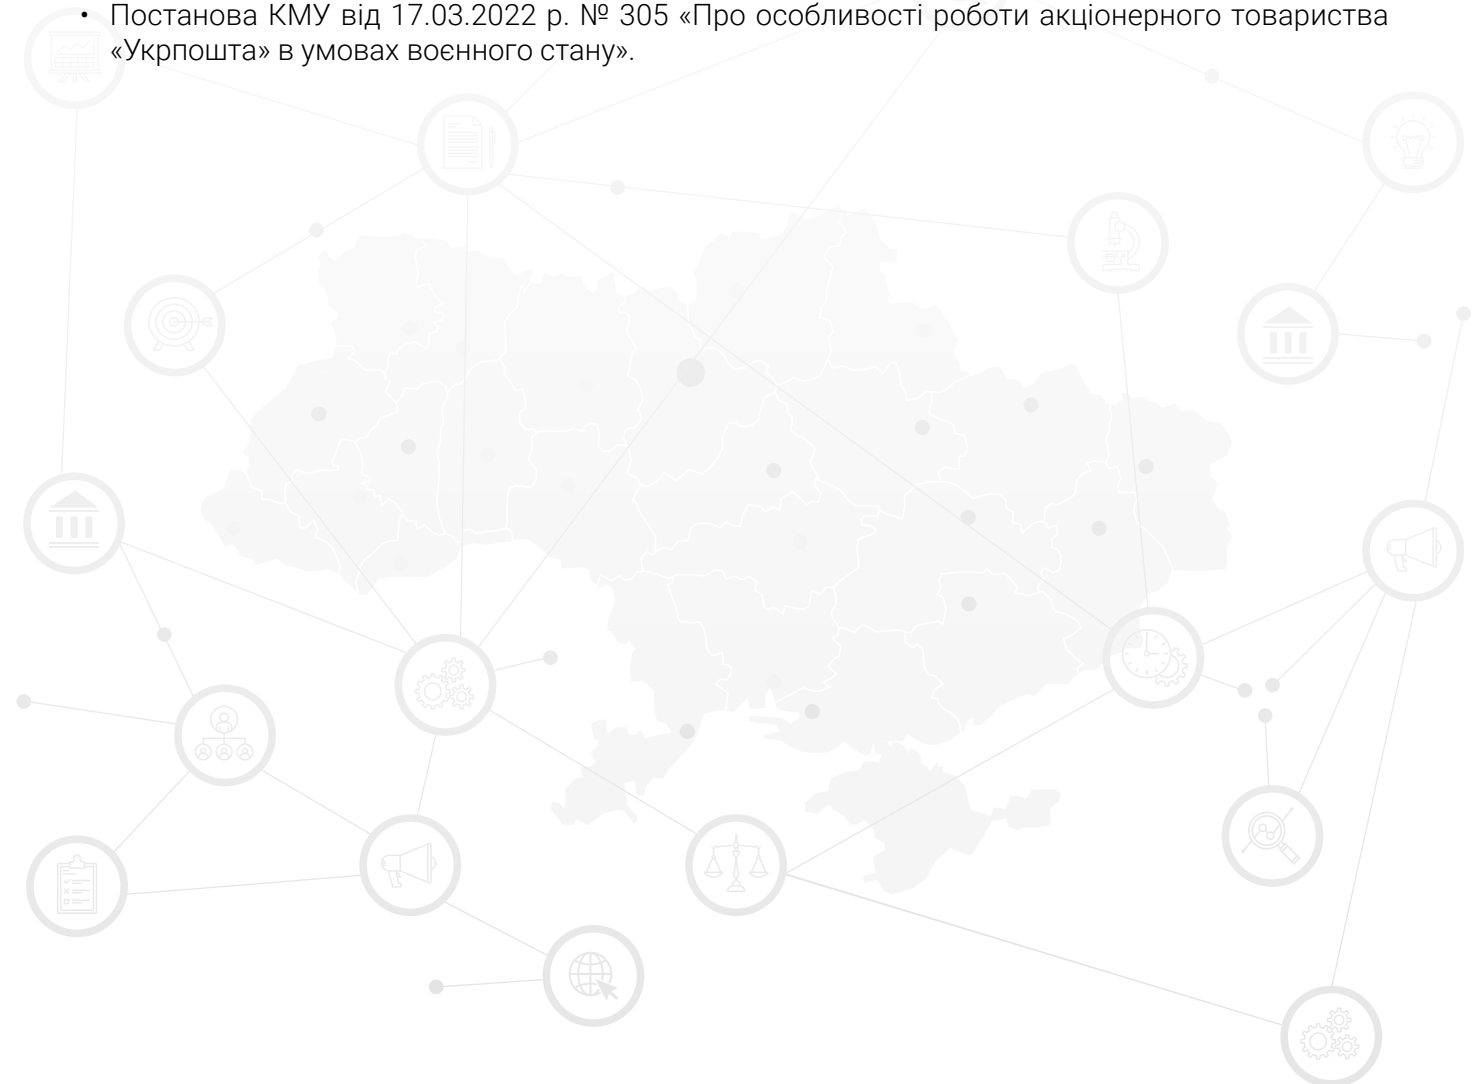 • Постанова КМУ від 17.03.2022 р. № 305 «Про особливості роботи акціонерного товариства
«Укрпошта» в умовах воєнного стану».